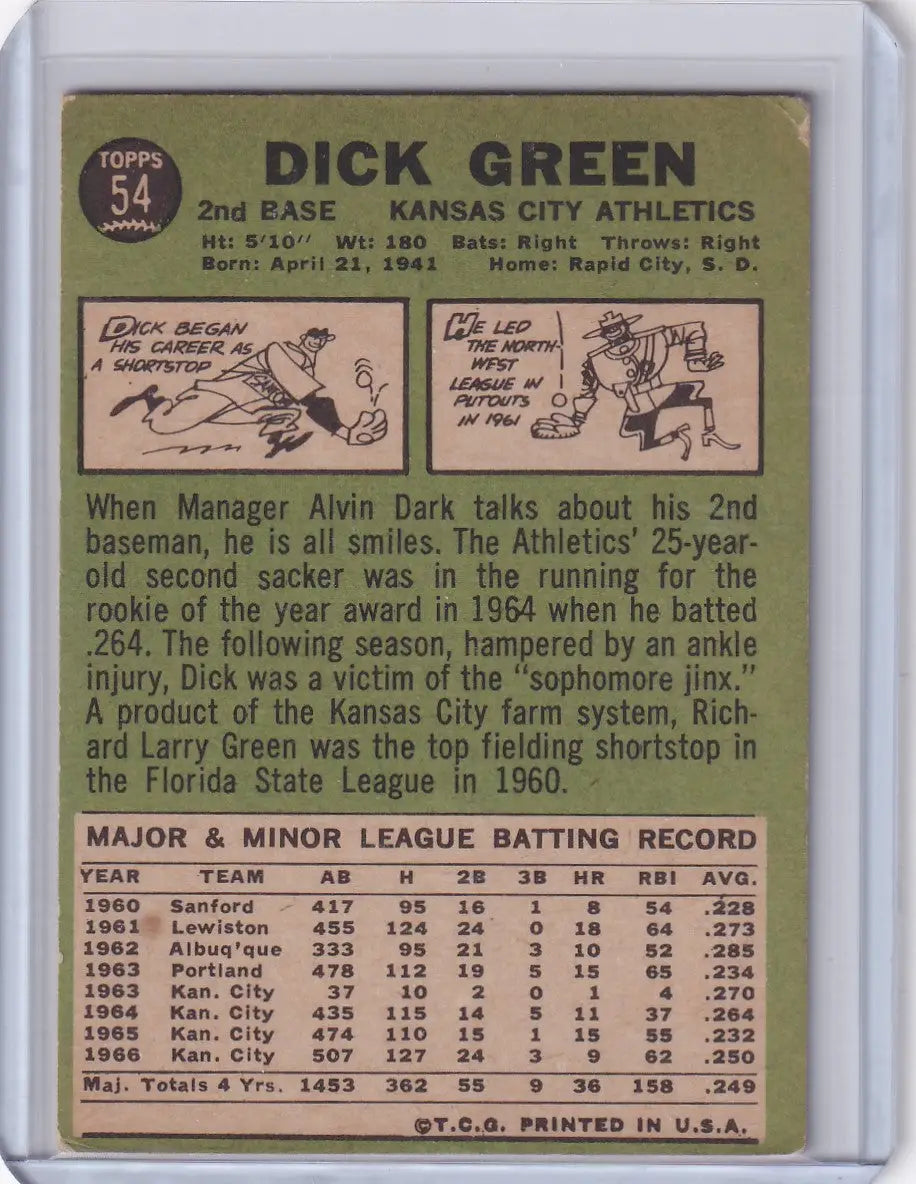 TOPPS
54
DICK GREEN
2nd BASE KANSAS CITY ATHLETICS
Ht: 5'10" Wt: 180 Bats: Right Throws: Right
Born: April 21, 1941 Home: Rapid City, S. D.
DICK BEGAN
HIS CAREER AS
A SHORTSTOP
HE LED
THE NORTH-
WEST
LEAGUE IN
PUTOUTS
IN 1961
When Manager Alvin Dark talks about his 2nd
baseman, he is all smiles. The Athletics' 25-year-
old second sacker was in the running for the
rookie of the year award in 1964 when he batted
.264. The following season, hampered by an ankle
injury, Dick was a victim of the "sophomore jinx."
A product of the Kansas City farm system, Rich-
ard Larry Green was the top fielding shortstop in
the Florida State League in 1960.
MAJOR & MINOR LEAGUE BATTING RECORD
YEAR TEAM AB H 2B 3B HR RBI AVG.
1960 Sanford 417 95 16 1 8 54 .228
1961 Lewiston 455 124 24 0 18 64 .273
1962 Albuq'que 333 95 21 3 10 52 .285
1963 Portland 478 112 19 5 15 65 .234
1963 Kan. City 37 10 2 0 1 4 .270
1964 Kan. City 435 115 14 5 11 37 .264
1965 Kan. City 474 110 15 1 15 55 .232
1966 Kan. City 507 127 24 3 9 62 .250
Maj. Totals 4 Yrs. 1453 362 55 9 36 158 .249
©T.C.G. PRINTED IN U.S.A.